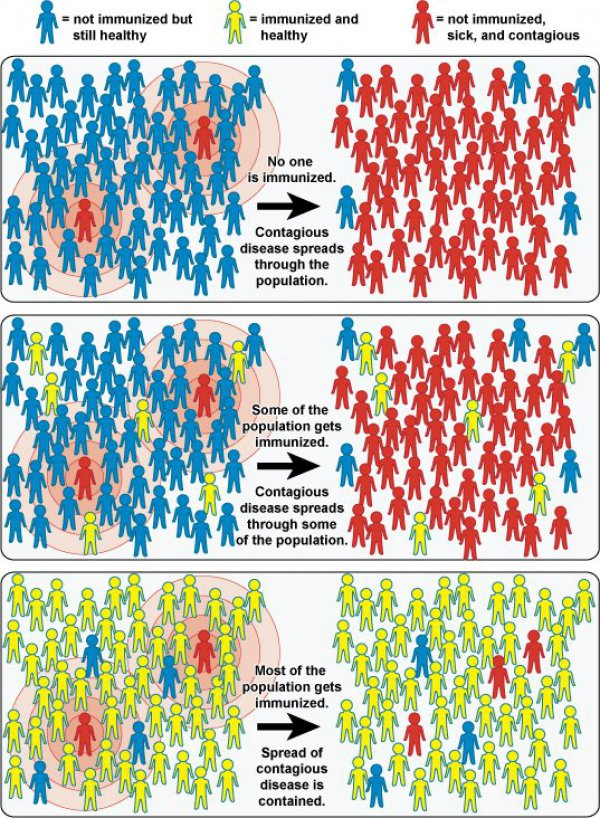 = not immunized but
still healthy
= immunized and
healthy
= not immunized,
sick, and contagious
No one
is immunized.
Contagious
disease spreads
through the
population.
Some of the
population gets
immunized.
Contagious
disease spreads
through some
of the population.
Most of the
population gets
immunized.
Spread of
contagious
disease is
contained.